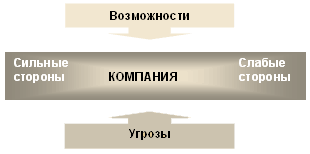 Возможности
Сильные стороны
КОМПАНИЯ
Слабые стороны
Угрозы